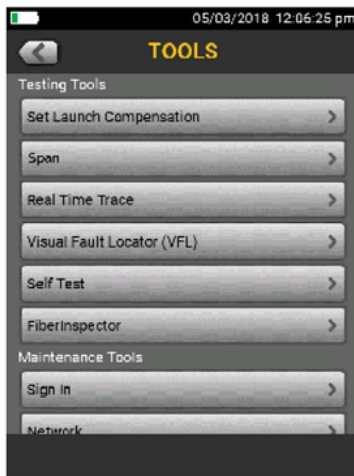 05/03/2018 12:06:25 pm
TOOLS
Testing Tools
Set Launch Compensation
Span
Real Time Trace
Visual Fault Locator (VFL)
Self Test
FiberInspector
Maintenance Tools
Sign In
Network